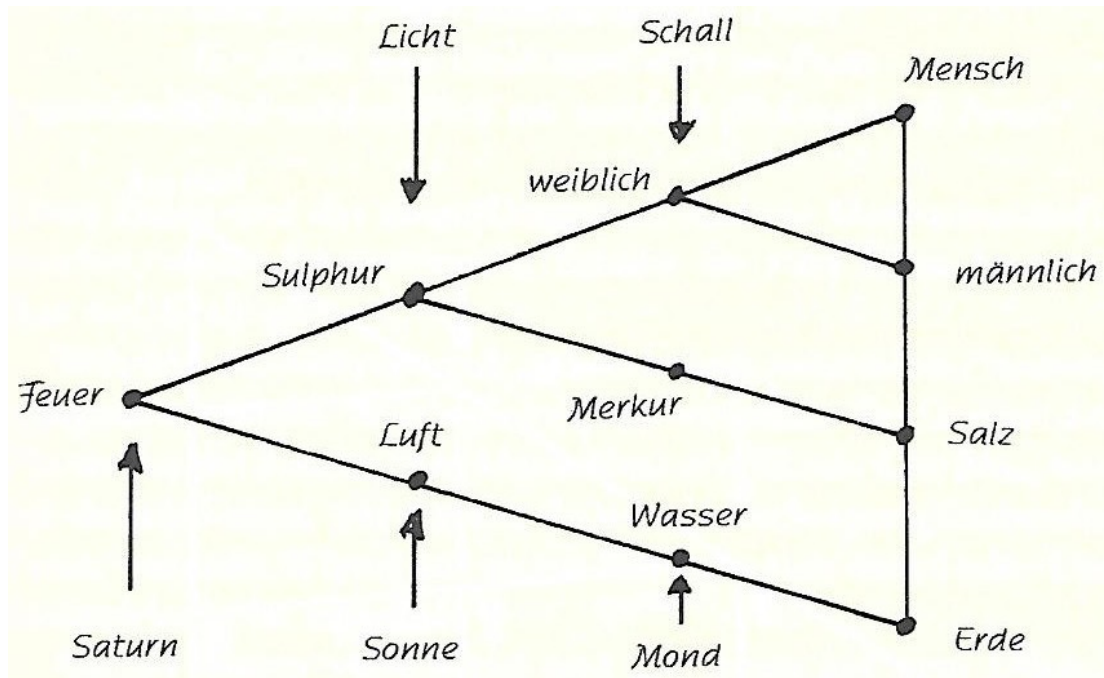 Licht
Schall
Mensch
weiblich
Sulphur
männlich
Feuer
Merkur
Luft
Salz
Wasser
Saturn
Sonne
Mond
Erde